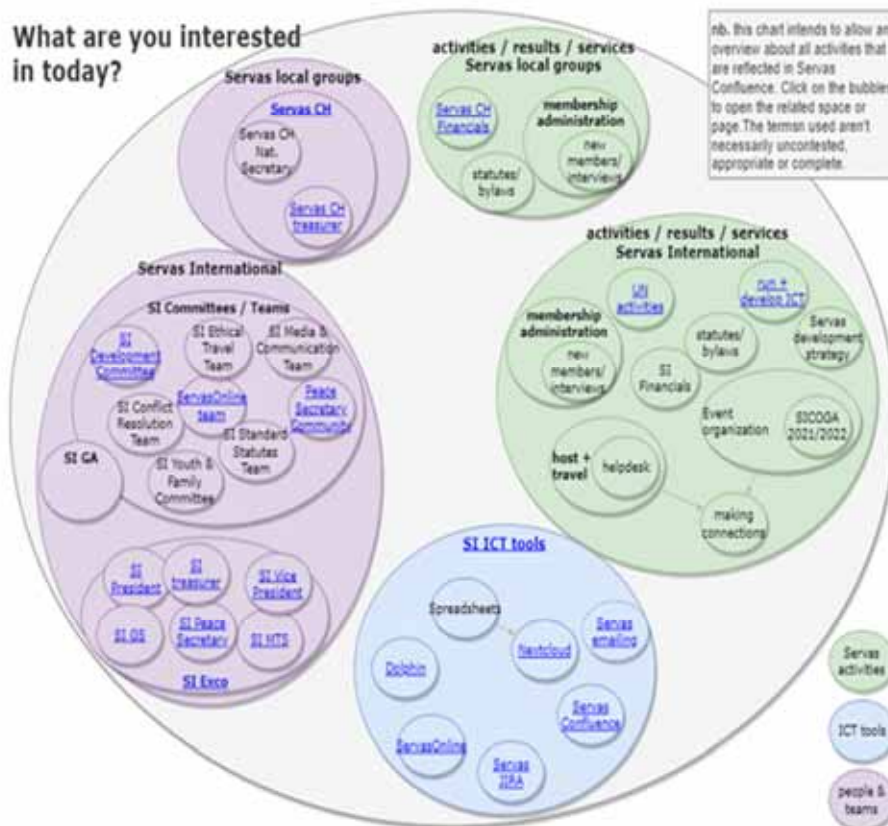 What are you interested
in today?
nb. this chart intends to allow an
overview about all activities that
are reflected in Servas
Confluence. Click on the bubbles
to open the related space or
page.The termsn used aren't
necessarily uncontested,
appropriate or complete.
Servas local groups
Servas CH
Servas CH
Nat.
Secretary
Servas CH
treasurer
activities / results / services
Servas local groups
Servas CH
Financials
membership
administration
new
members/
interviews
statutes/
bylaws
Servas International
SI Committees / Teams
SI
Development
Committee
SI Ethical
Travel
Team
SI Media &
Communication
Team
ServasOnline
team
Peace
Secretary
Community
SI Conflict
Resolution
Team
SI Standard
Statutes
Team
SI GA
SI Youth &
Family
Committee
SI
President
SI
treasurer
SI Vice
President
SI GS
SI Peace
Secretary
SI MTS
SI Exco
activities / results / services
Servas International
UN
activities
run +
develop ICT
membership
administration
new
members/
interviews
statutes/
bylaws
Servas
development
strategy
SI
Financials
Event
organization
SICOGA
2021/2022
host +
travel
helpdesk
making
connections
SI ICT tools
Spreadsheets
Nextcloud
Servas
emailing
Dolphin
Servas
Confluence
ServasOnline
Servas
JIRA
Servas
activities
ICT tools
people &
teams